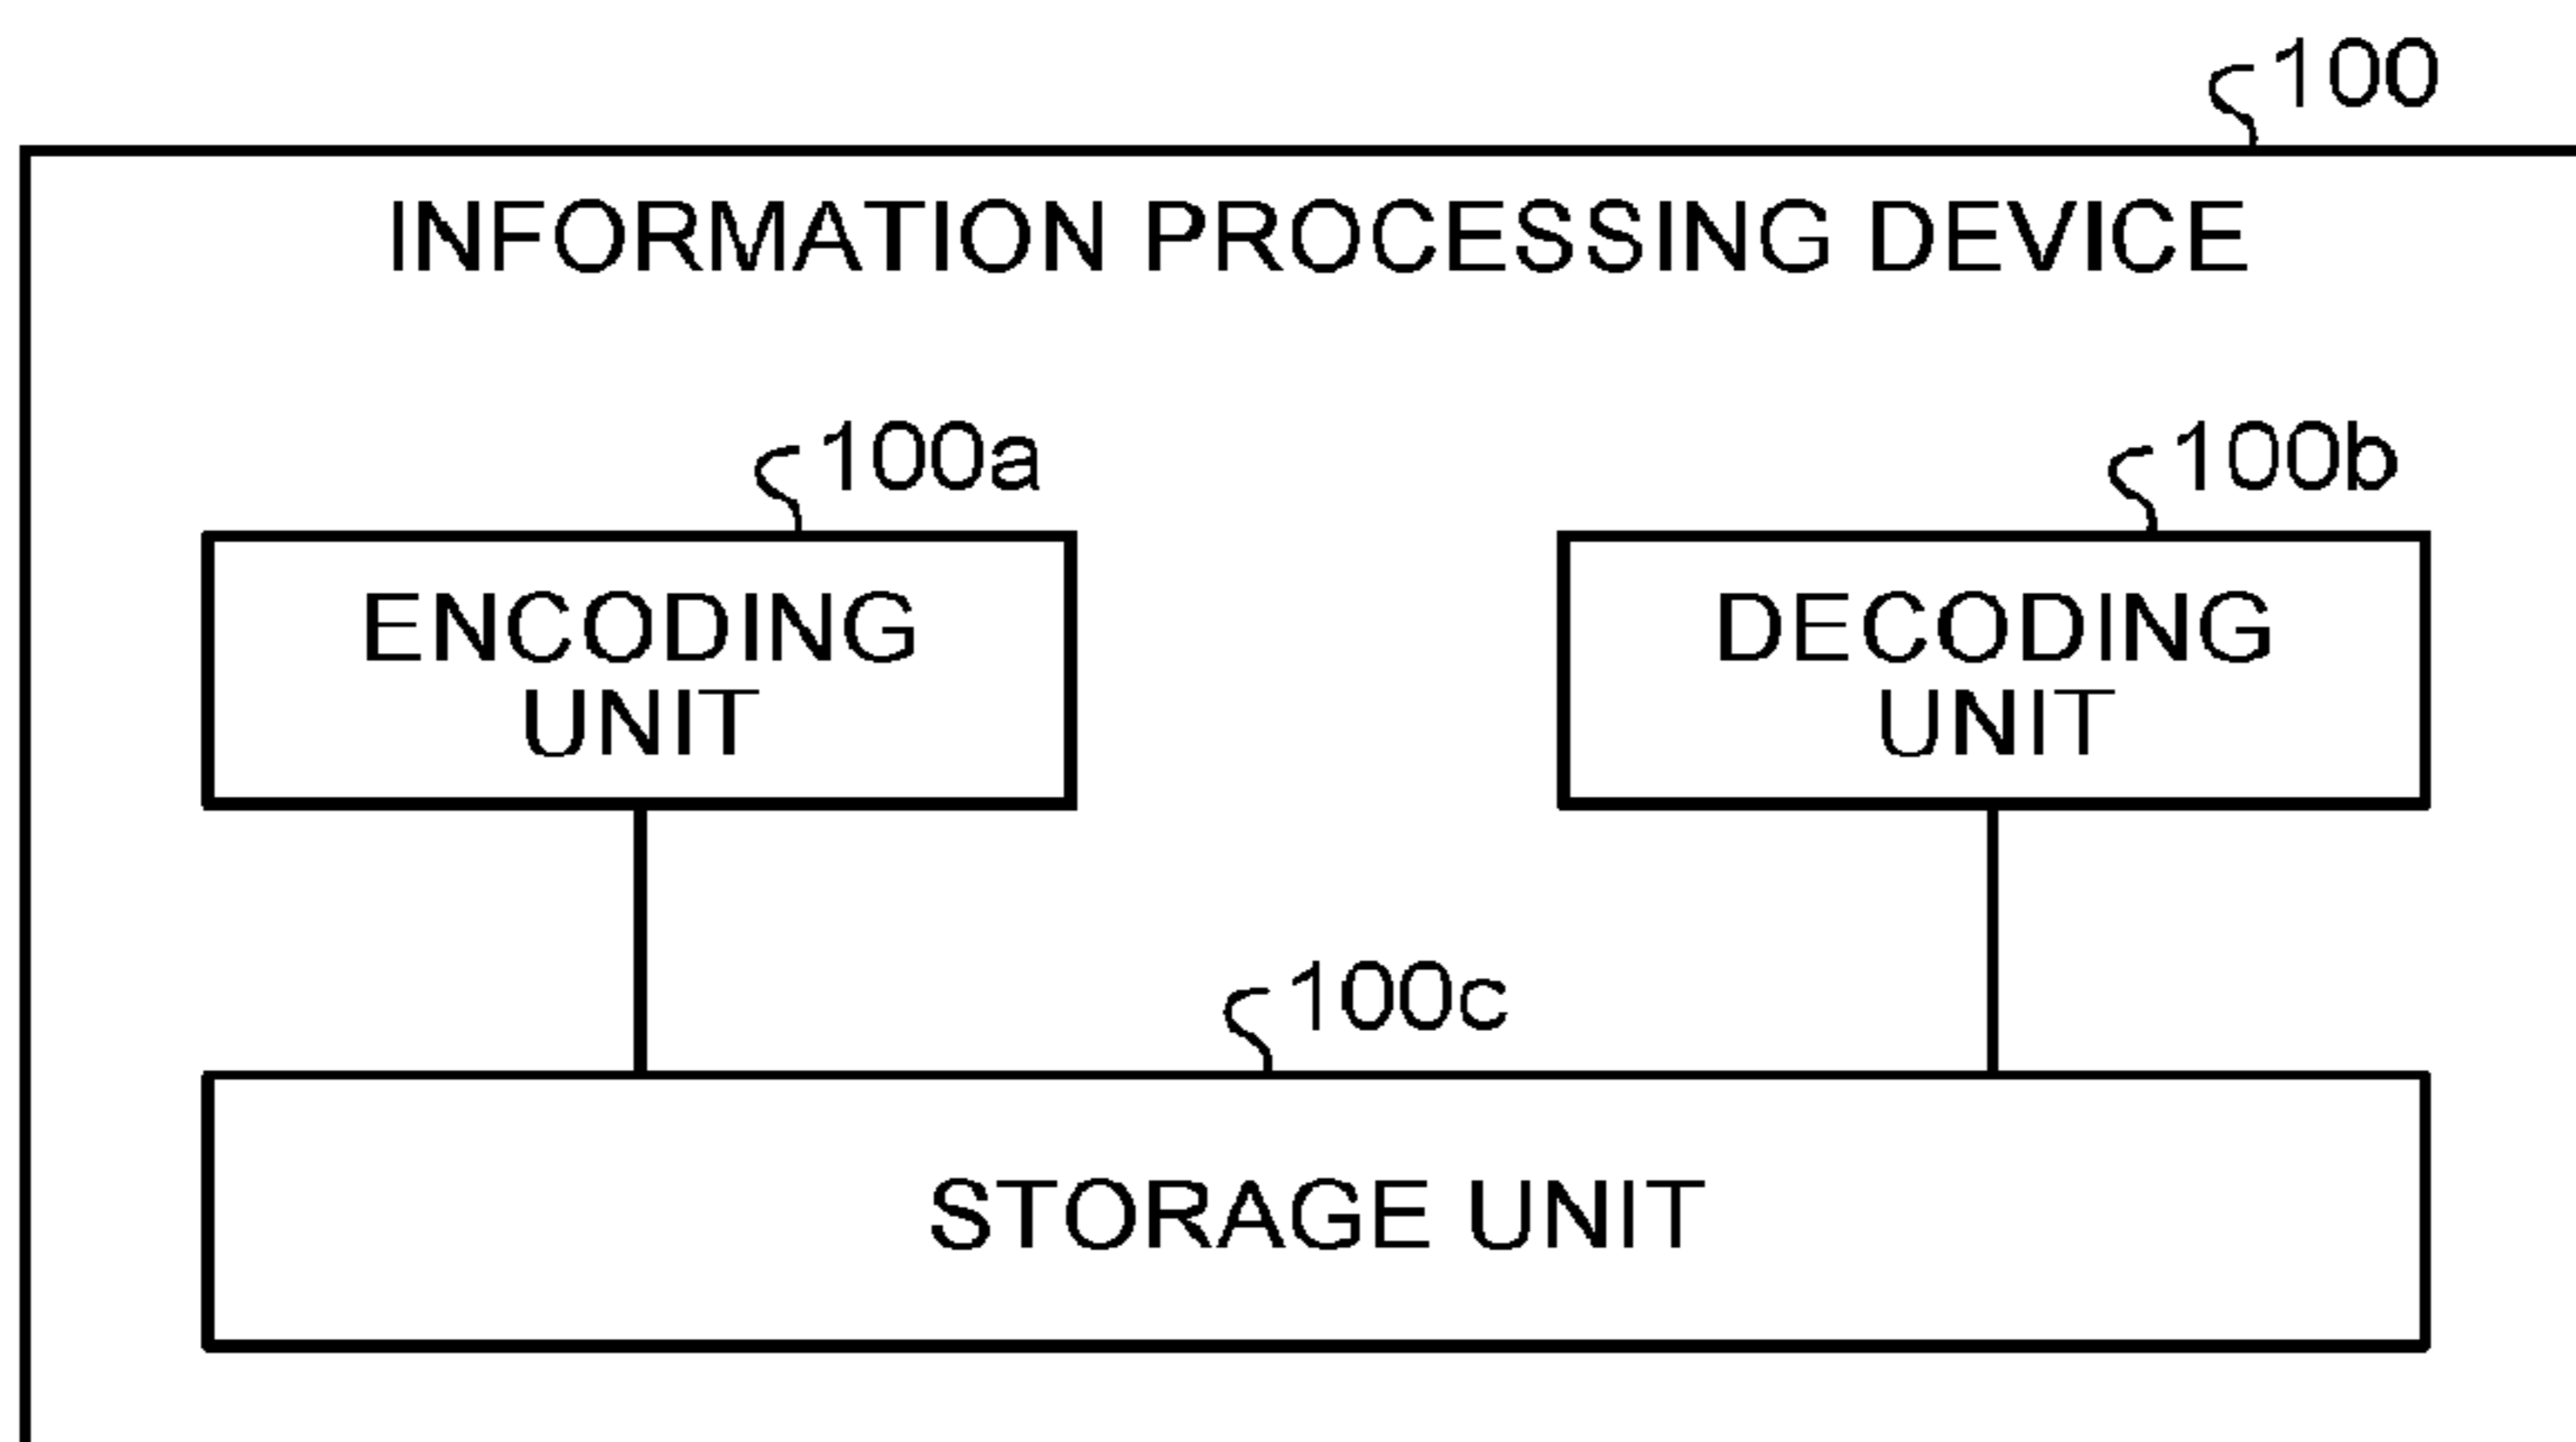 100
INFORMATION PROCESSING DEVICE
100a
100b
ENCODING
UNIT
DECODING
UNIT
100c
STORAGE UNIT